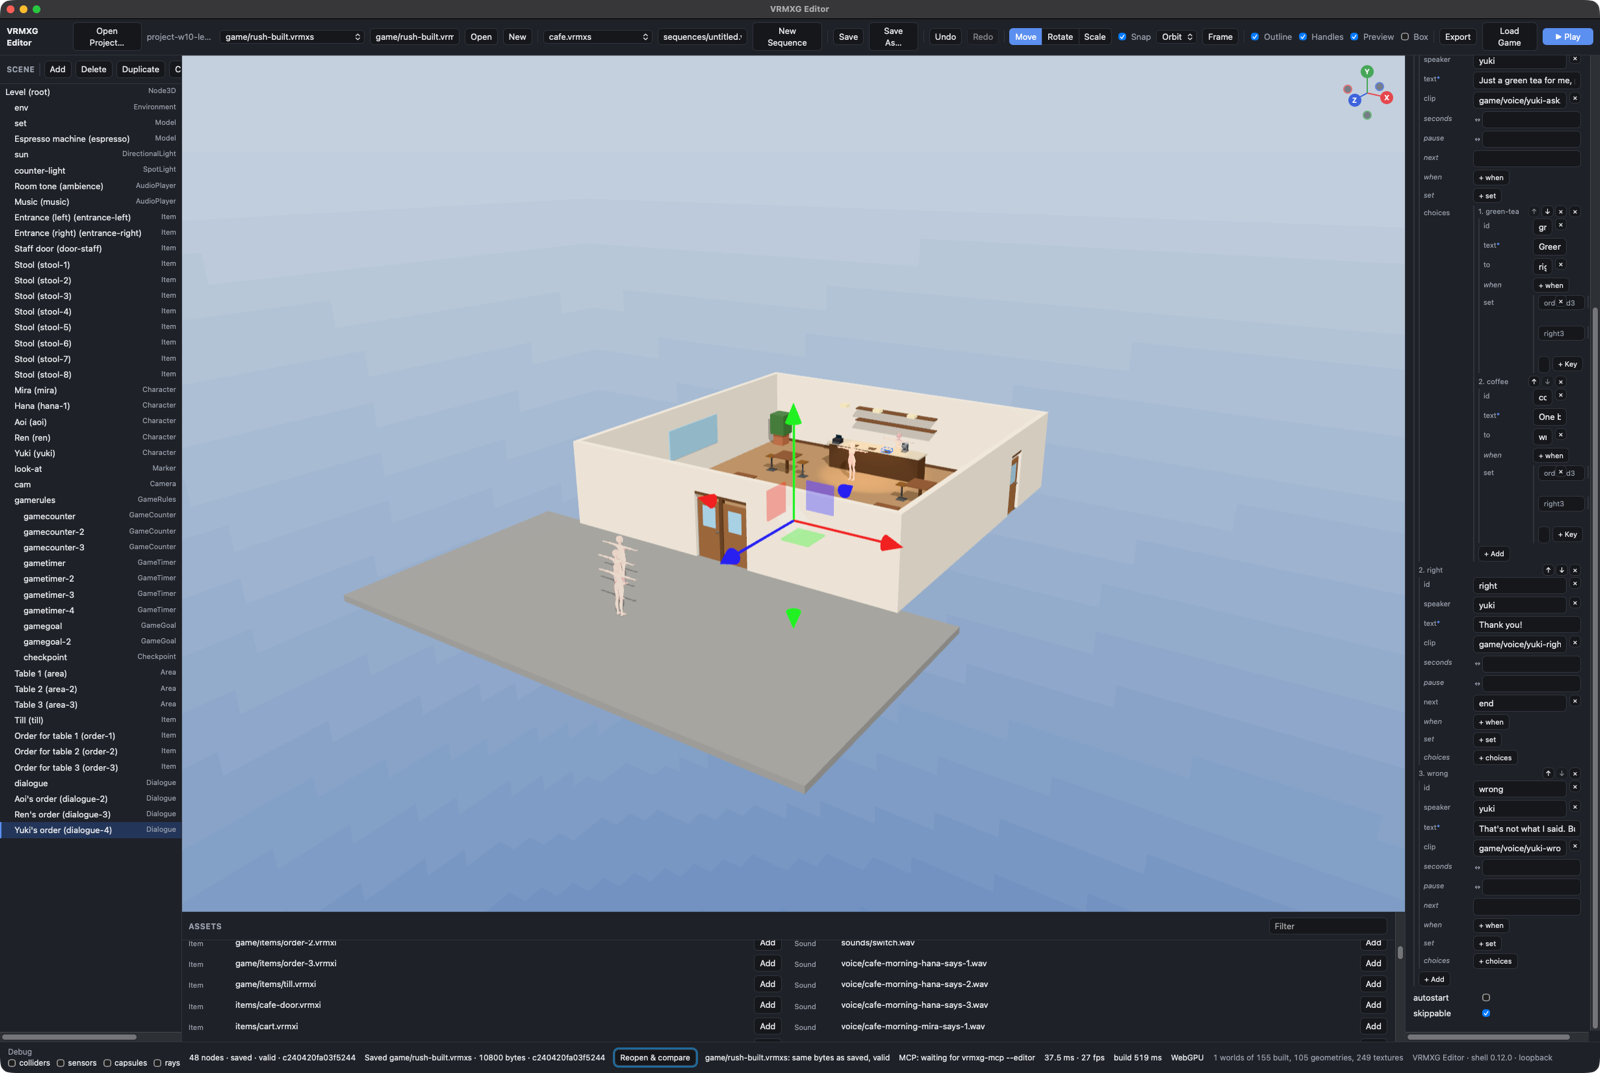 VRMXG Editor
VRMXG Editor
Open Project...
project-w10-le...
game/rush-built.vrmxs
game/rush-built.vrm
Open
New
cafe.vrmxs
sequences/untitled.
New Sequence
Save
Save As...
Undo
Redo
Move
Rotate
Scale
Snap
Orbit
Frame
Outline
Handles
Preview
Box
Export
Load Game
Play
SCENE
Add
Delete
Duplicate
C
Level (root) Node3D
env Environment
set Model
Espresso machine (espresso) Model
sun DirectionalLight
counter-light SpotLight
Room tone (ambience) AudioPlayer
Music (music) AudioPlayer
Entrance (left) (entrance-left) Item
Entrance (right) (entrance-right) Item
Staff door (door-staff) Item
Stool (stool-1) Item
Stool (stool-2) Item
Stool (stool-3) Item
Stool (stool-4) Item
Stool (stool-5) Item
Stool (stool-6) Item
Stool (stool-7) Item
Stool (stool-8) Item
Mira (mira) Character
Hana (hana-1) Character
Aoi (aoi) Character
Ren (ren) Character
Yuki (yuki) Character
look-at Marker
cam Camera
gamerules GameRules
gamecounter GameCounter
gamecounter-2 GameCounter
gamecounter-3 GameCounter
gametimer GameTimer
gametimer-2 GameTimer
gametimer-3 GameTimer
gametimer-4 GameTimer
gamegoal GameGoal
gamegoal-2 GameGoal
checkpoint Checkpoint
Table 1 (area) Area
Table 2 (area-2) Area
Table 3 (area-3) Area
Till (till) Item
Order for table 1 (order-1) Item
Order for table 2 (order-2) Item
Order for table 3 (order-3) Item
dialogue Dialogue
Aoi's order (dialogue-2) Dialogue
Ren's order (dialogue-3) Dialogue
Yuki's order (dialogue-4) Dialogue
Y
Z
X
speaker yuki
text* Just a green tea for me,
clip game/voice/yuki-ask
seconds
pause
next
when + when
set + set
choices 1. green-tea
id gr
text* Greer
to
when + when
set ord d3
right3
+ Key
2. coffee
id cc
text* One b
to
when + when
set ord d3
right3
+ Key
+ Add
2. right
id right
speaker yuki
text* Thank you!
clip game/voice/yuki-righ
seconds
pause
next end
when + when
set + set
choices + choices
3. wrong
id wrong
speaker yuki
text* That's not what I said. Bu
clip game/voice/yuki-wro
seconds
pause
next
when + when
set + set
choices + choices
+ Add
autostart
skippable
ASSETS
Filter
Item game/items/order-2.vrmxi Add Sound sounds/switch.wav Add
Item game/items/order-3.vrmxi Add Sound voice/cafe-morning-hana-says-1.wav Add
Item game/items/till.vrmxi Add Sound voice/cafe-morning-hana-says-2.wav Add
Item items/cafe-door.vrmxi Add Sound voice/cafe-morning-hana-says-3.wav Add
Item items/cart.vrmxi Add Sound voice/cafe-morning-mira-says-1.wav Add
Debug
colliders sensors capsules rays
48 nodes · saved · valid · c240420fa03f5244
Saved game/rush-built.vrmxs · 10800 bytes · c240420fa03f5244
Reopen & compare
game/rush-built.vrmxs: same bytes as saved, valid
MCP: waiting for vrmxg-mcp --editor
37.5 ms · 27 fps
build 519 ms
WebGPU
1 worlds of 155 built, 105 geometries, 249 textures
VRMXG Editor · shell 0.12.0 · loopback